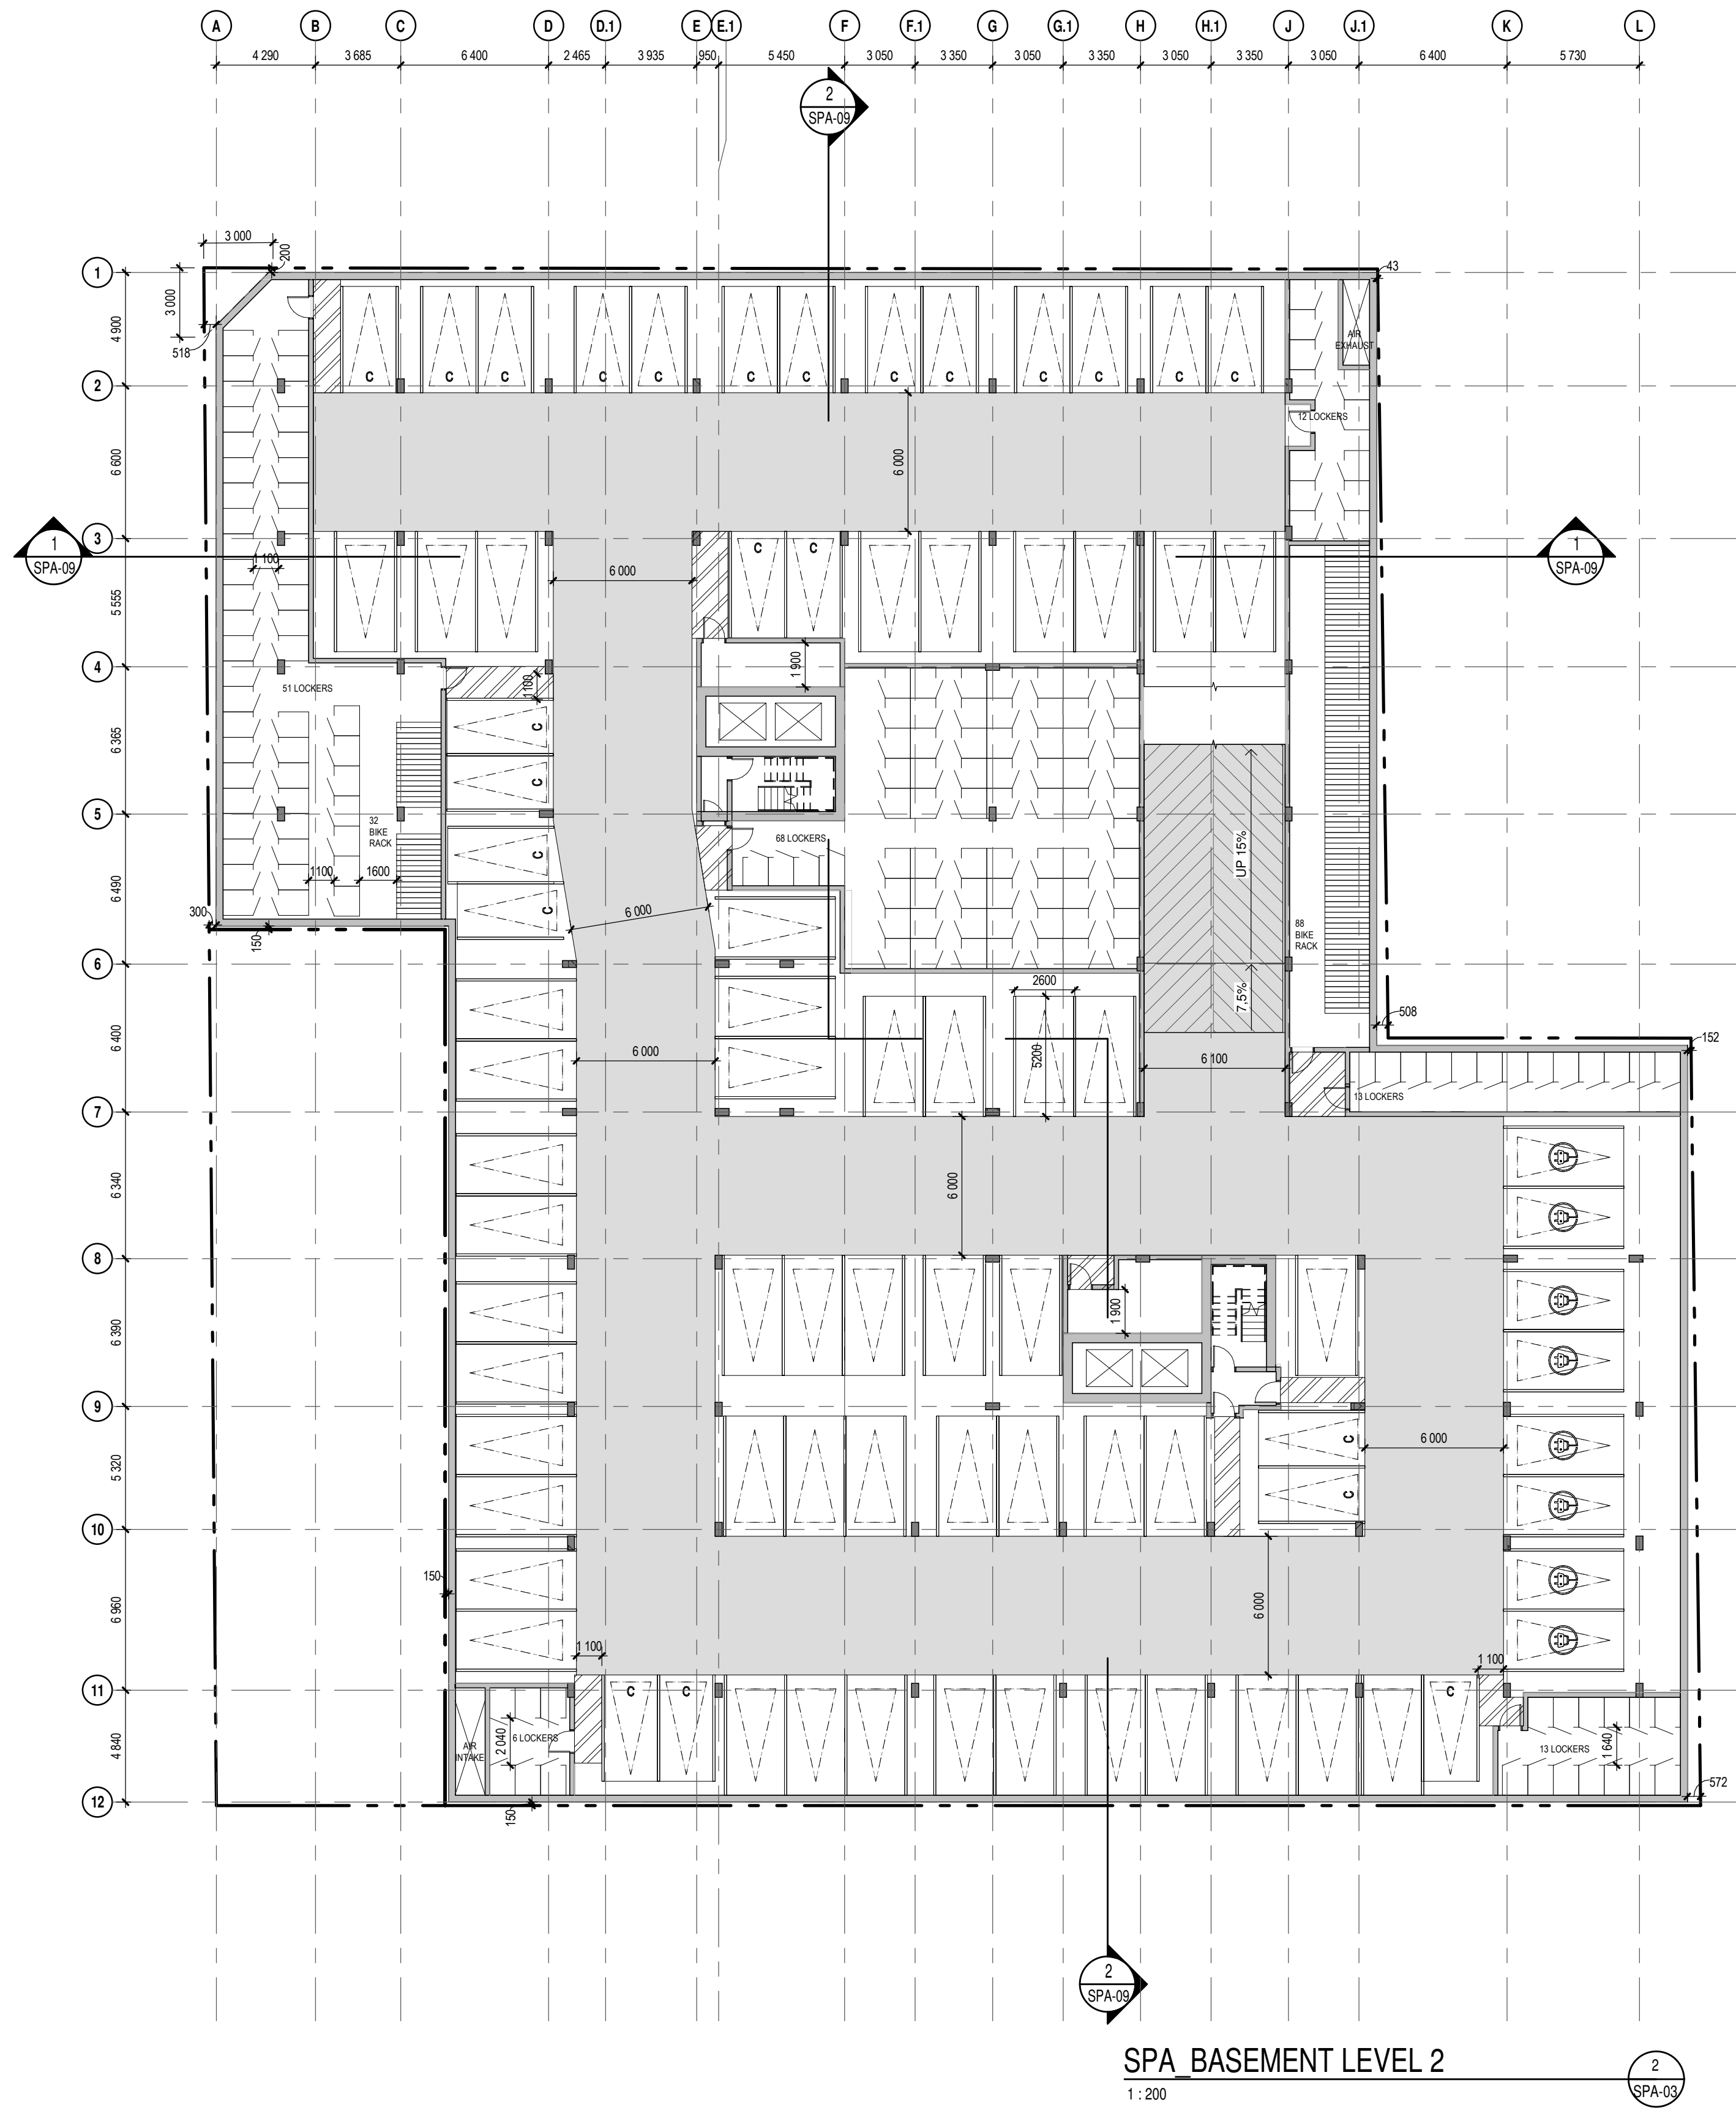 A B C D D.1 E E.1 F F.1 G G.1 H H.1 J J.1 K L
4 290 3 685 6 400 2 465 3 935 950 5 450 3 050 3 350 3 050 3 350 3 050 3 350 3 050 6 400 5 730
2
SPA-09
3 000
200
43
1
3 000
4 900
518
AIR
EXHAUST
2
C C C C C C C C C C C C C
12 LOCKERS
6 600
6 000
3
1
SPA-09
C C
1
SPA-09
1 100
6 000
5 555
4
1 900
51 LOCKERS
1100
C
6 365
C
5
32
BIKE
RACK
68 LOCKERS
UP 15%
C
1100
1600
6 490
C
6 000
300
150
88
BIKE
RACK
6
2600
7,5%
508
6 400
6 000
5200
6 100
152
13 LOCKERS
7
6 340
6 000
8
1 900
6 390
9
C
6 000
5 320
C
10
150
6 960
6 000
1 100
1 100
11
C C C
AIR
INTAKE
2 040
6 LOCKERS
13 LOCKERS
1 640
4 840
572
12
150
2
SPA-09
SPA_BASEMENT LEVEL 2
1 : 200
2
SPA-03